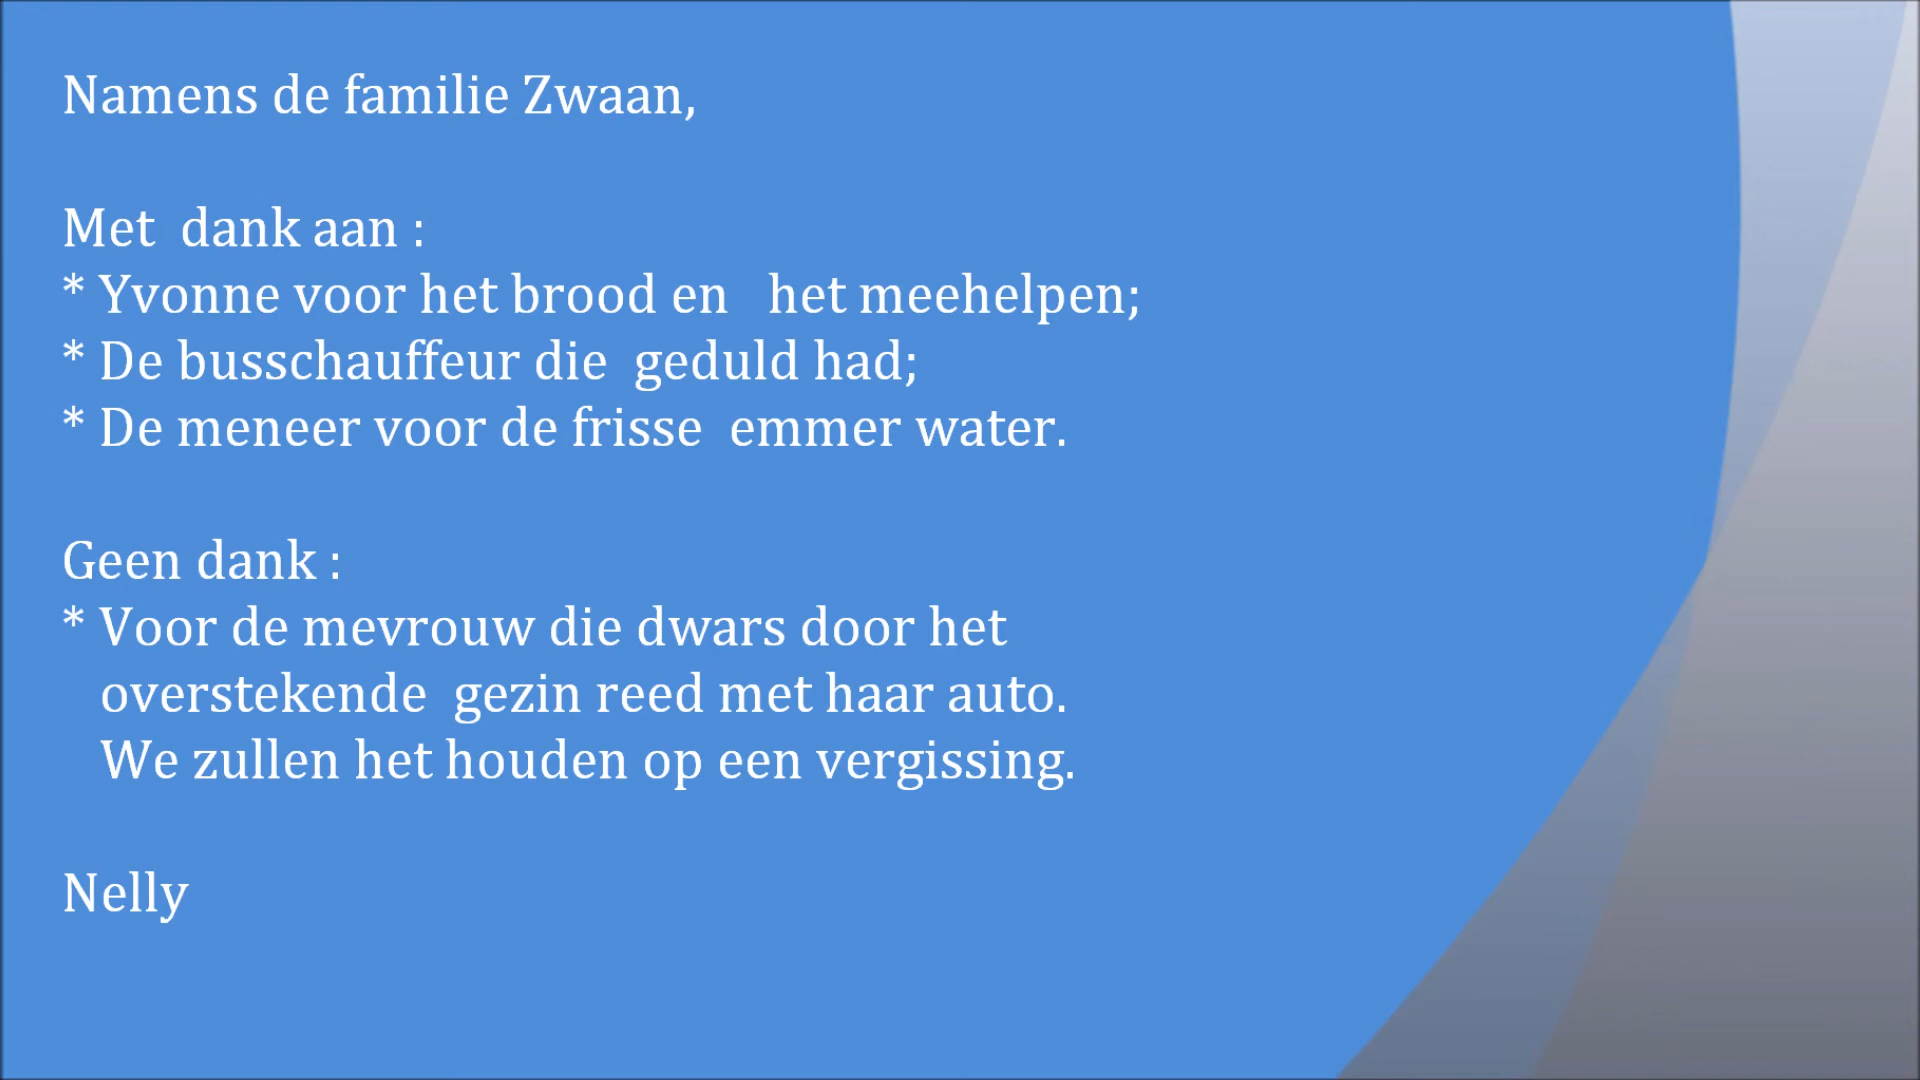 Namens de familie Zwaan,
Met dank aan :
* Yvonne voor het brood en het meehelpen;
* De busschauffeur die geduld had;
* De meneer voor de frisse emmer water.
Geen dank :
* Voor de mevrouw die dwars door het
overstekende gezin reed met haar auto.
We zullen het houden op een vergissing.
Nelly